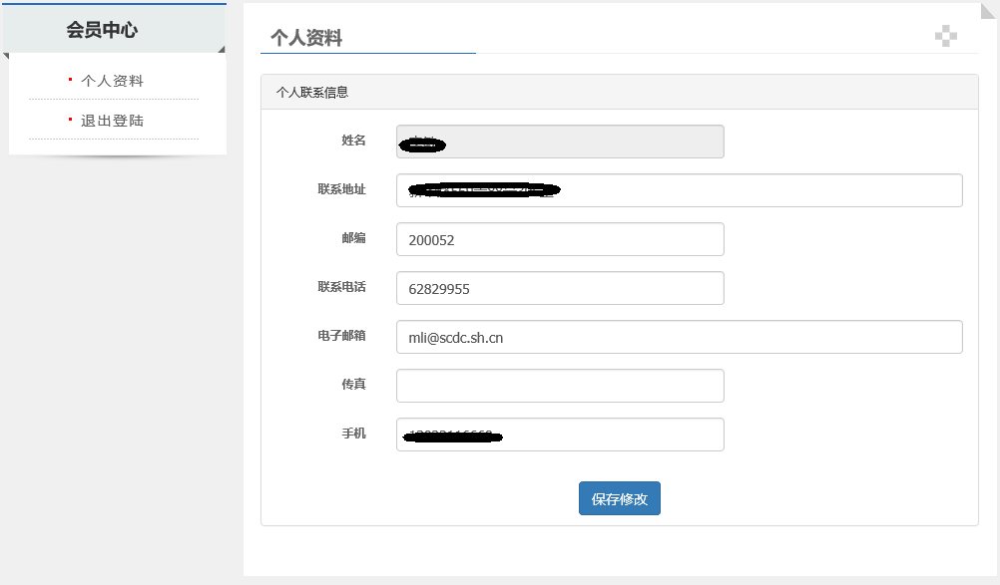 会员中心
个人资料
退出登陆
个人资料
个人联系信息
姓名
联系地址
邮编 200052
联系电话 62829955
电子邮箱 mli@scdc.sh.cn
传真
手机
保存修改